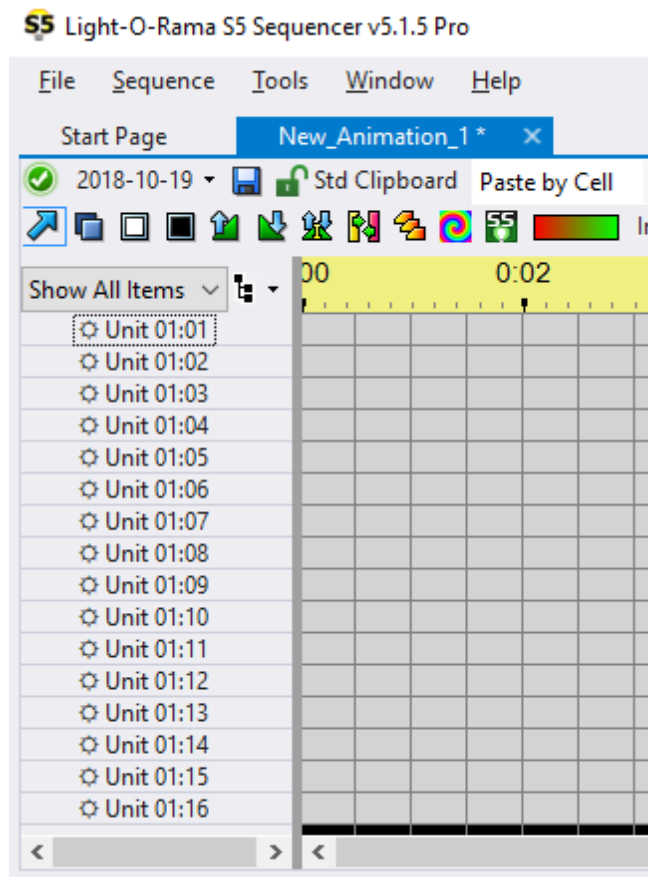 S5 Light-O-Rama S5 Sequencer v5.1.5 Pro
File Sequence Tools Window Help
Start Page New_Animation_1 * ×
2018-10-19 Std Clipboard Paste by Cell
S5
Show All Items 00 0:02
Unit 01:01
Unit 01:02
Unit 01:03
Unit 01:04
Unit 01:05
Unit 01:06
Unit 01:07
Unit 01:08
Unit 01:09
Unit 01:10
Unit 01:11
Unit 01:12
Unit 01:13
Unit 01:14
Unit 01:15
Unit 01:16